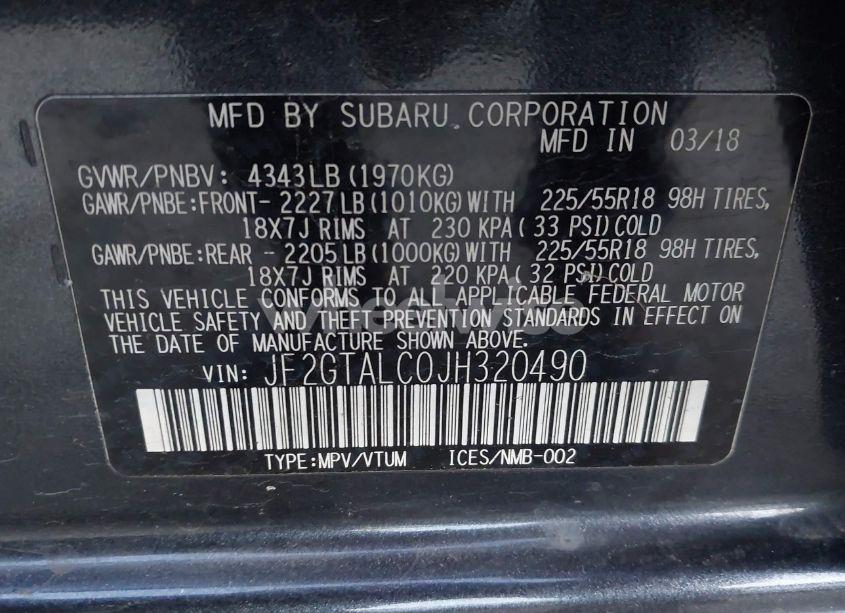 MFD BY SUBARU CORPORATION
MFD IN 03/18
GVWR/PNBV: 4343LB (1970KG)
GAWR/PNBE:FRONT- 2227LB (1010KG) WITH 225/55R18 98H TIRES,
18X7J RIMS AT 230 KPA( 33 PSI) COLD
GAWR/PNBE:REAR - 2205LB (1000KG) WITH 225/55R18 98H TIRES,
18X7J RIMS AT 220 KPA( 32 PSI) COLD
THIS VEHICLE CONFORMS TO ALL APPLICABLE FEDERAL MOTOR
VEHICLE SAFETY AND THEFT PREVENTION STANDARDS IN EFFECT ON
THE DATE OF MANUFACTURE SHOWN ABOVE.
VIN: JF2GTALC0JH320490
TYPE:MPV/VTUM ICES/NMB-002